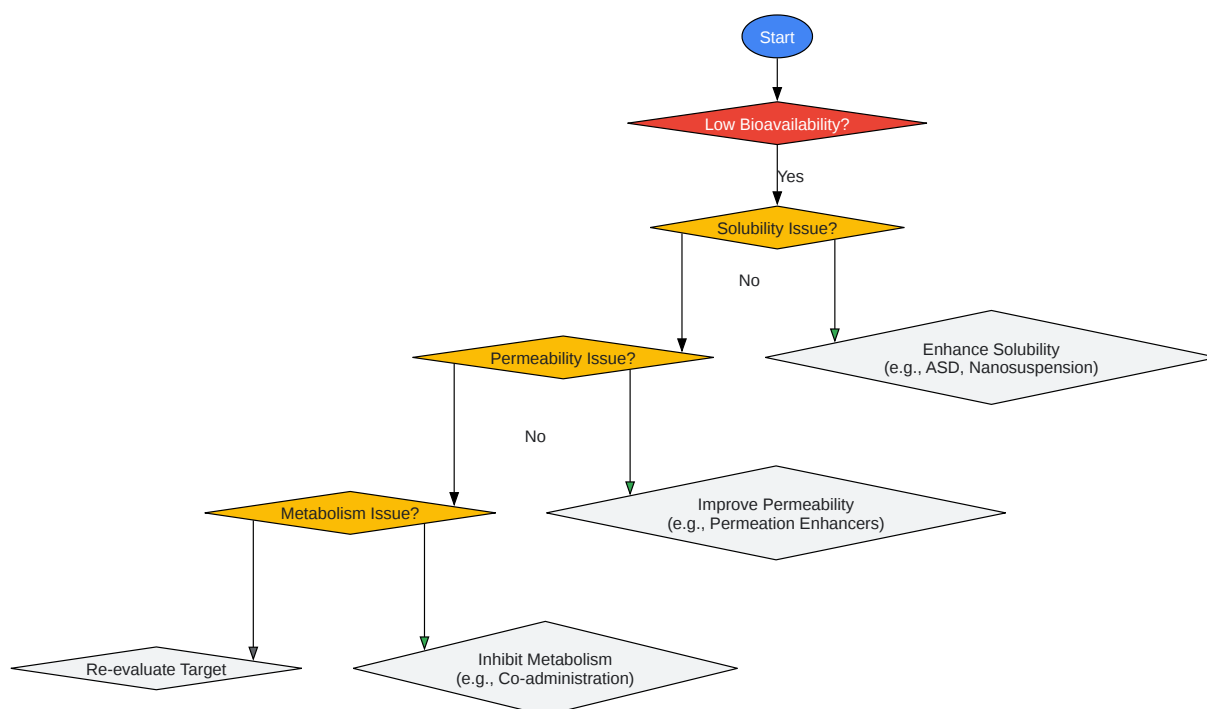 Start
Low Bioavailability?
Yes
Solubility Issue?
No
Permeability Issue?
Enhance Solubility
(e.g., ASD, Nanosuspension)
No
Metabolism Issue?
Improve Permeability
(e.g., Permeation Enhancers)
Re-evaluate Target
Inhibit Metabolism
(e.g., Co-administration)